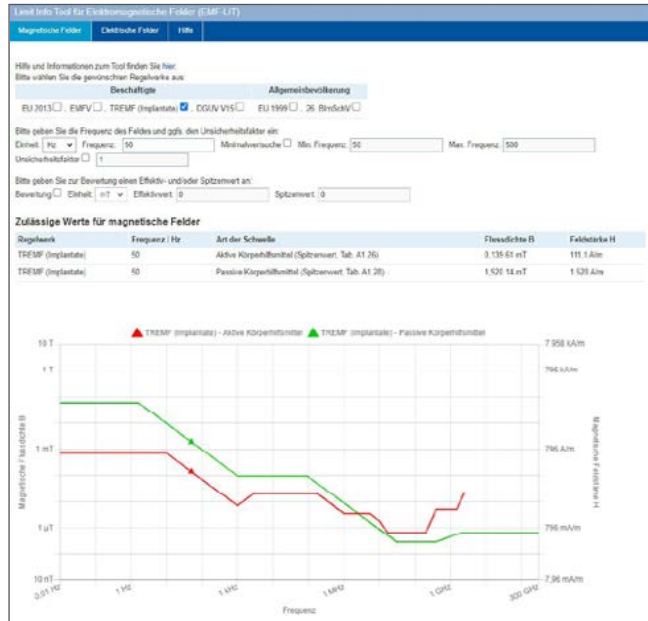 Limit Info Tool für Elektromagnetische Felder (EMF-LIT)
Magnetische Felder Elektrische Felder Hilfe
Hilfe und Informationen zum Tool finden Sie hier.
Bitte wählen Sie die gewünschten Regelwerke aus:
Beschäftigte Allgemeinbevölkerung
EU 2013 , EMFV , TREMF (Implantate) , DGUV V15 EU 1999 , 26. BImSchV
Bitte geben Sie die Frequenz des Feldes und ggfs. den Unsicherheitsfaktor ein:
Einheit: Hz Frequenz: 50 Minimalwertsuche Min. Frequenz: 50 Max. Frequenz: 500
Unsicherheitsfaktor 1
Bitte geben Sie zur Bewertung einen Effektiv- und/oder Spitzenwert an:
Bewertung Einheit: mT Effektivwert: 0 Spitzenwert: 0
Zulässige Werte für magnetische Felder
Regelwerk Frequenz / Hz Art der Schwelle Flussdichte B Feldstärke H
TREMF (Implantate) 50 Aktive Körperhilfsmittel (Spitzenwert, Tab. A1.26) 0,139 61 mT 111,1 A/m
TREMF (Implantate) 50 Passive Körperhilfsmittel (Spitzenwert, Tab. A1.28) 1,920 14 mT 1 528 A/m
TREMF (Implantate) - Aktive Körperhilfsmittel TREMF (Implantate) - Passive Körperhilfsmittel
10 T 7 958 kA/m
1 T 796 kA/m
1 mT 796 A/m
1 µT 796 mA/m
10 nT 7,96 mA/m
Magnetische Flussdichte B
Magnetische Feldstärke H
0,01 Hz 1 Hz 1 kHz 1 MHz 1 GHz 300 GHz
Frequenz